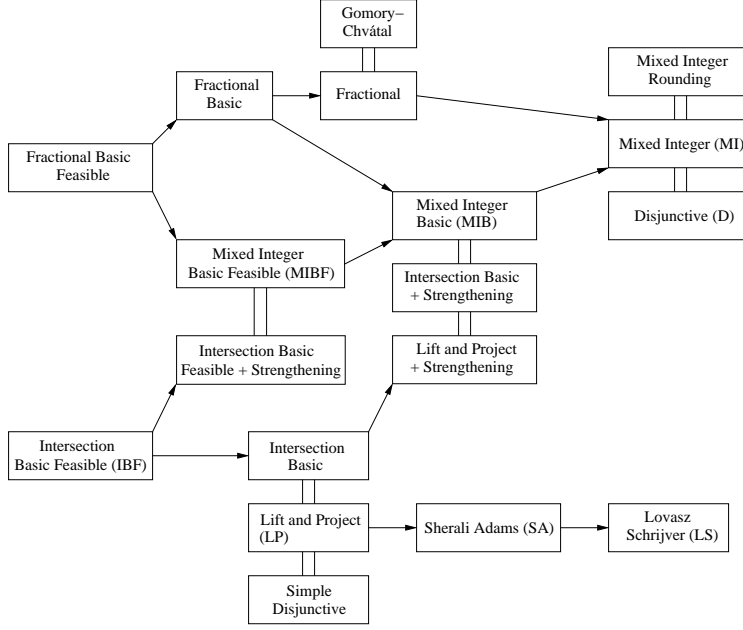 Gomory–
Chvátal
Fractional
Basic
Fractional
Mixed Integer
Rounding
Mixed Integer (MI)
Fractional Basic
Feasible
Mixed Integer
Basic (MIB)
Disjunctive (D)
Mixed Integer
Basic Feasible (MIBF)
Intersection Basic
+ Strengthening
Intersection Basic
Feasible + Strengthening
Lift and Project
+ Strengthening
Intersection
Basic Feasible (IBF)
Intersection
Basic
Lift and Project
(LP)
Sherali Adams (SA)
Lovasz
Schrijver (LS)
Simple
Disjunctive